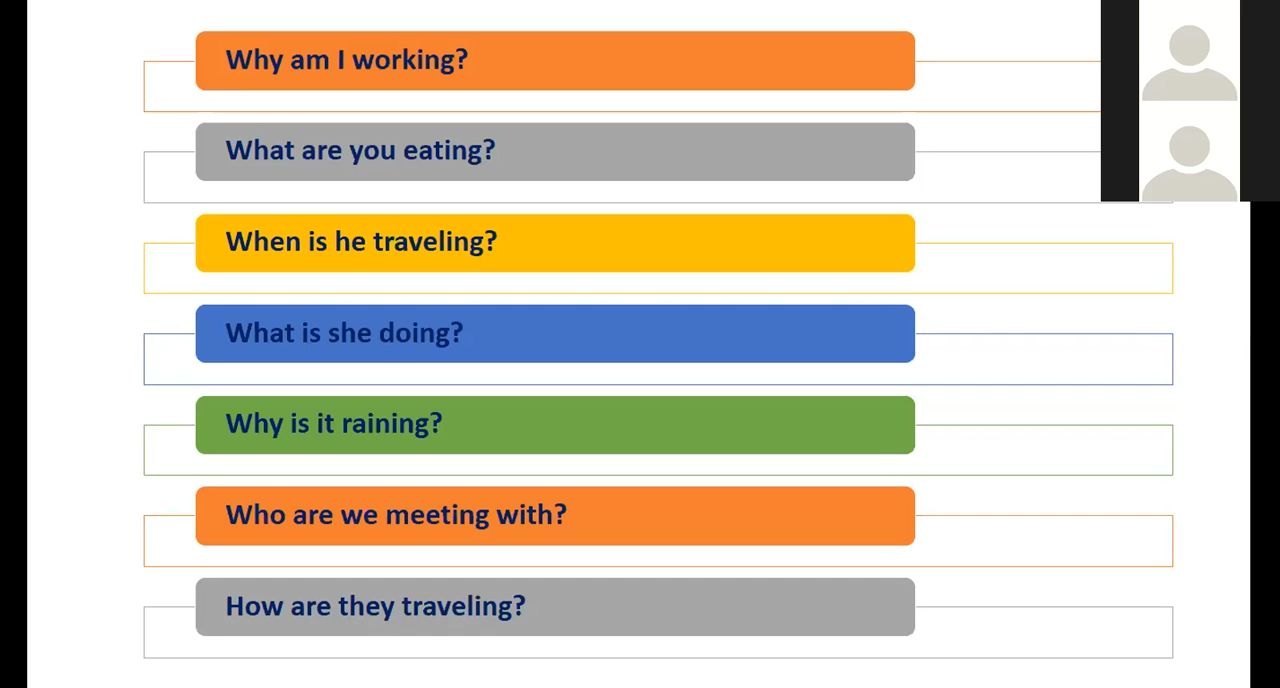 Why am I working?
What are you eating?
When is he traveling?
What is she doing?
Why is it raining?
Who are we meeting with?
How are they traveling?